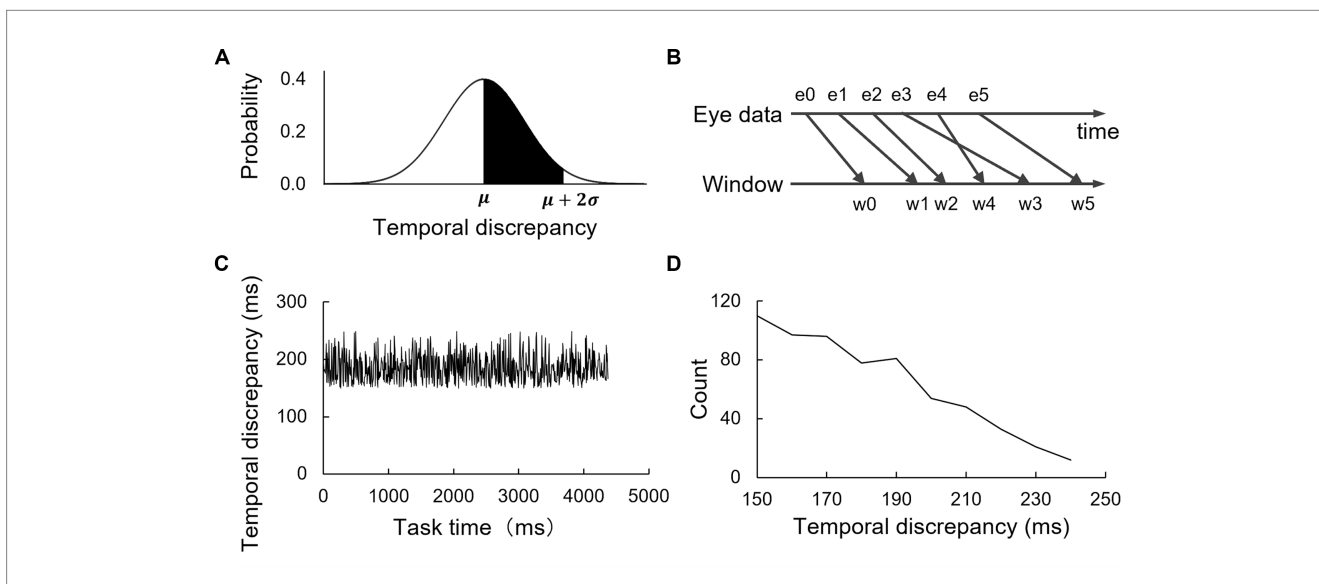 A
Probability
0.4
0.2
0.0
μ
μ + 2σ
Temporal discrepancy
B
e0 e1 e2 e3 e4 e5
Eye data
time
Window
w0 w1 w2 w4 w3 w5
C
Temporal discrepancy (ms)
300
200
100
0
0 1000 2000 3000 4000 5000
Task time（ms）
D
Count
120
80
40
0
150 170 190 210 230 250
Temporal discrepancy (ms)